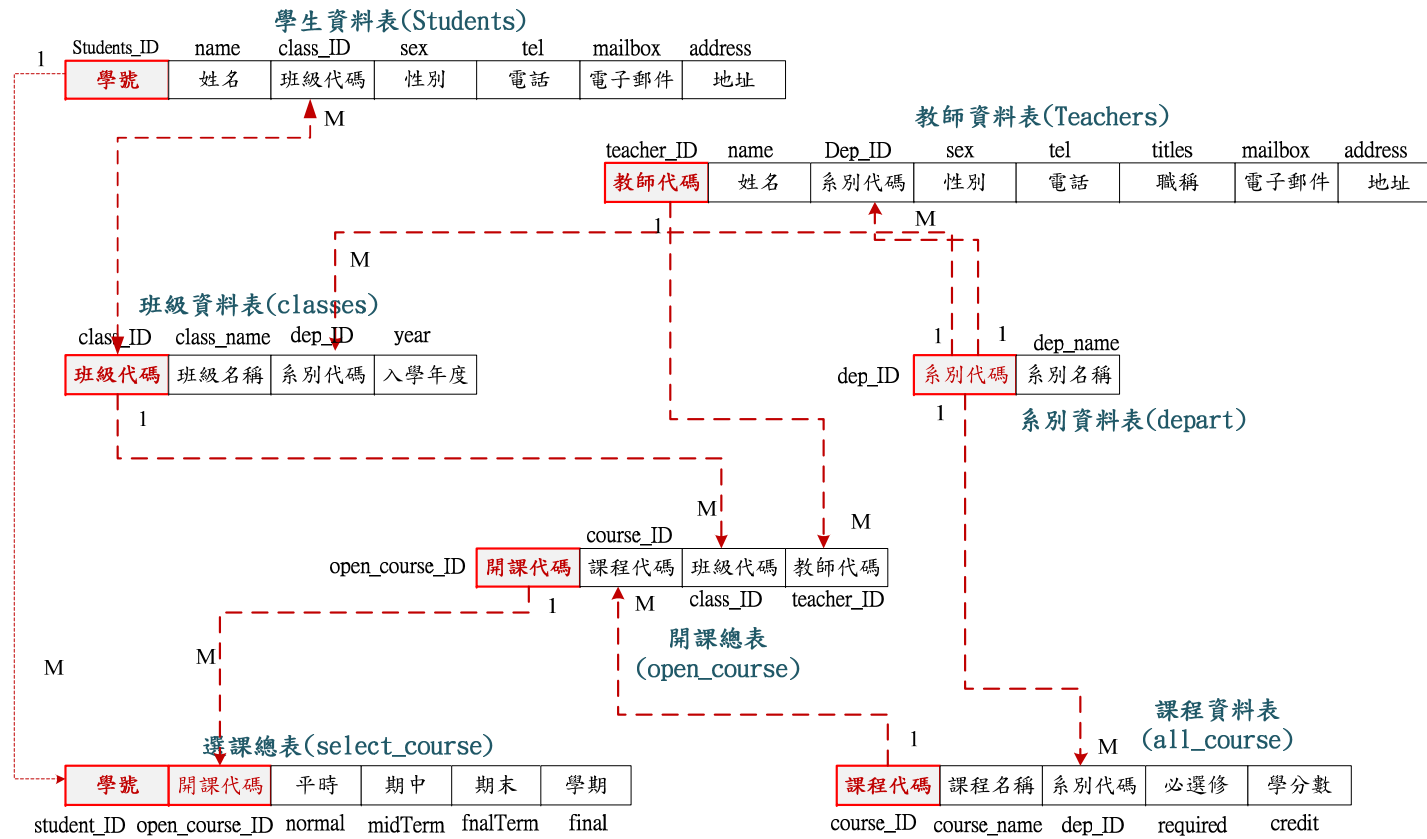 學生資料表(Students)
Students_ID name class_ID sex tel mailbox address
1
學號 姓名 班級代碼 性別 電話 電子郵件 地址
M
教師資料表(Teachers)
teacher_ID name Dep_ID sex tel titles mailbox address
教師代碼 姓名 系別代碼 性別 電話 職稱 電子郵件 地址
1 M
M
班級資料表(classes)
class_ID class_name dep_ID year
班級代碼 班級名稱 系別代碼 入學年度
1
1 1 dep_name
dep_ID 系別代碼 系別名稱
1
系別資料表(depart)
M M
course_ID
open_course_ID 開課代碼 課程代碼 班級代碼 教師代碼
1 M class_ID teacher_ID
開課總表
(open_course)
M M
選課總表(select_course)
學號 開課代碼 平時 期中 期末 學期
student_ID open_course_ID normal midTerm fnalTerm final
課程資料表
(all_course)
1 M
課程代碼 課程名稱 系別代碼 必選修 學分數
course_ID course_name dep_ID required credit